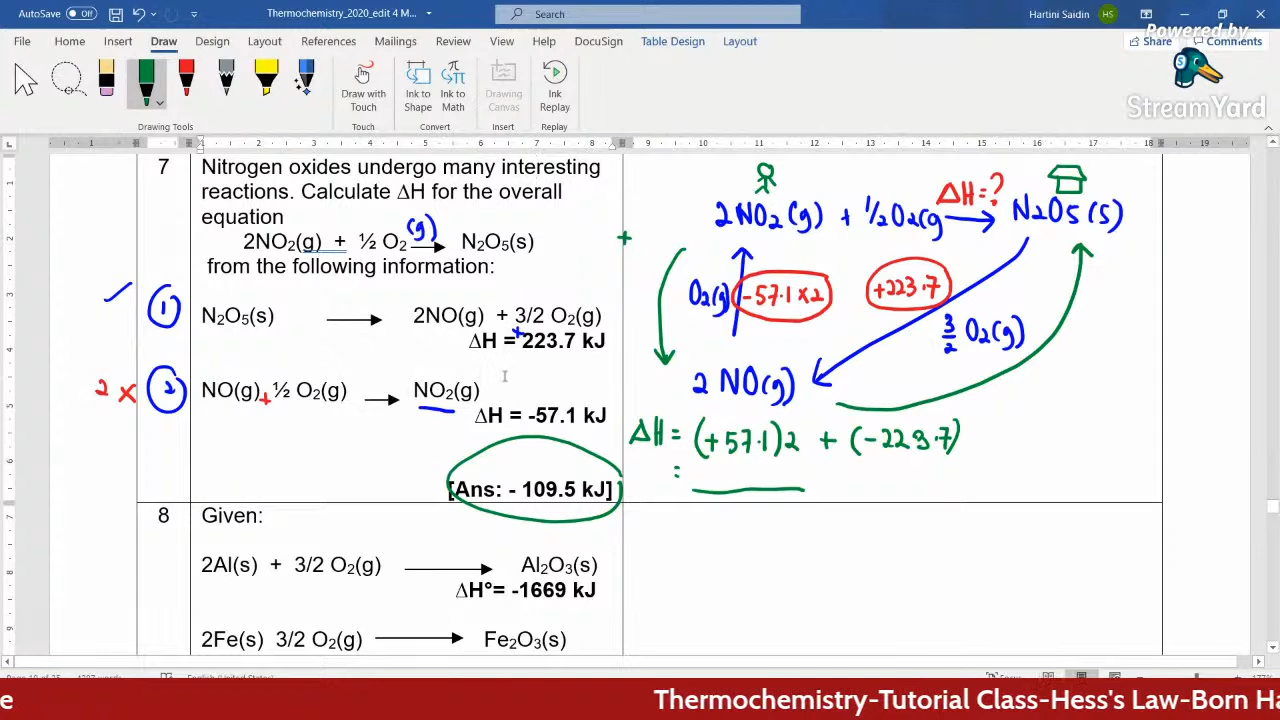 AutoSave Off Thermochemistry_2020_edit 4 M... Search Hartini Saidin HS
Powered by
StreamYard
File Home Insert Draw Design Layout References Mailings Review View Help DocuSign Table Design Layout Share Comments
Draw with Touch Ink to Shape Ink to Math Drawing Canvas Ink Replay
Drawing Tools Touch Convert Insert Replay
7 Nitrogen oxides undergo many interesting
reactions. Calculate ΔH for the overall
equation
2NO₂(g) + ½ O₂ (g) → N₂O₅(s)
from the following information:
① N₂O₅(s) → 2NO(g) + 3/2 O₂(g)
ΔH = +223.7 kJ
2 × ② NO(g) + ½ O₂(g) → NO₂(g)
ΔH = -57.1 kJ
[Ans: - 109.5 kJ]
ΔH=?
2NO₂(g) + ½O₂(g → N₂O₅(s)
+
O₂(g) -57.1 × 2 +223.7
3/2 O₂(g)
2 NO(g)
ΔH = (+57.1)2 + (-223.7)
=
8 Given:
2Al(s) + 3/2 O₂(g) → Al₂O₃(s)
ΔH°= -1669 kJ
2Fe(s) 3/2 O₂(g) → Fe₂O₃(s)
e Thermochemistry-Tutorial Class-Hess's Law-Born Ha